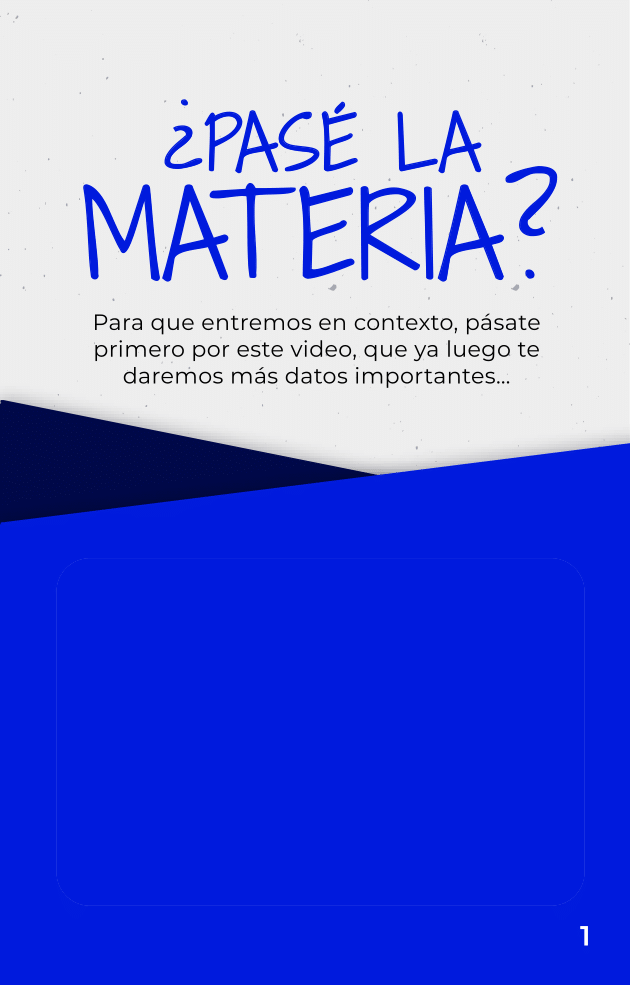 ¿PASÉ LA
MATERIA?
Para que entremos en contexto, pásate
primero por este video, que ya luego te
daremos más datos importantes...
1